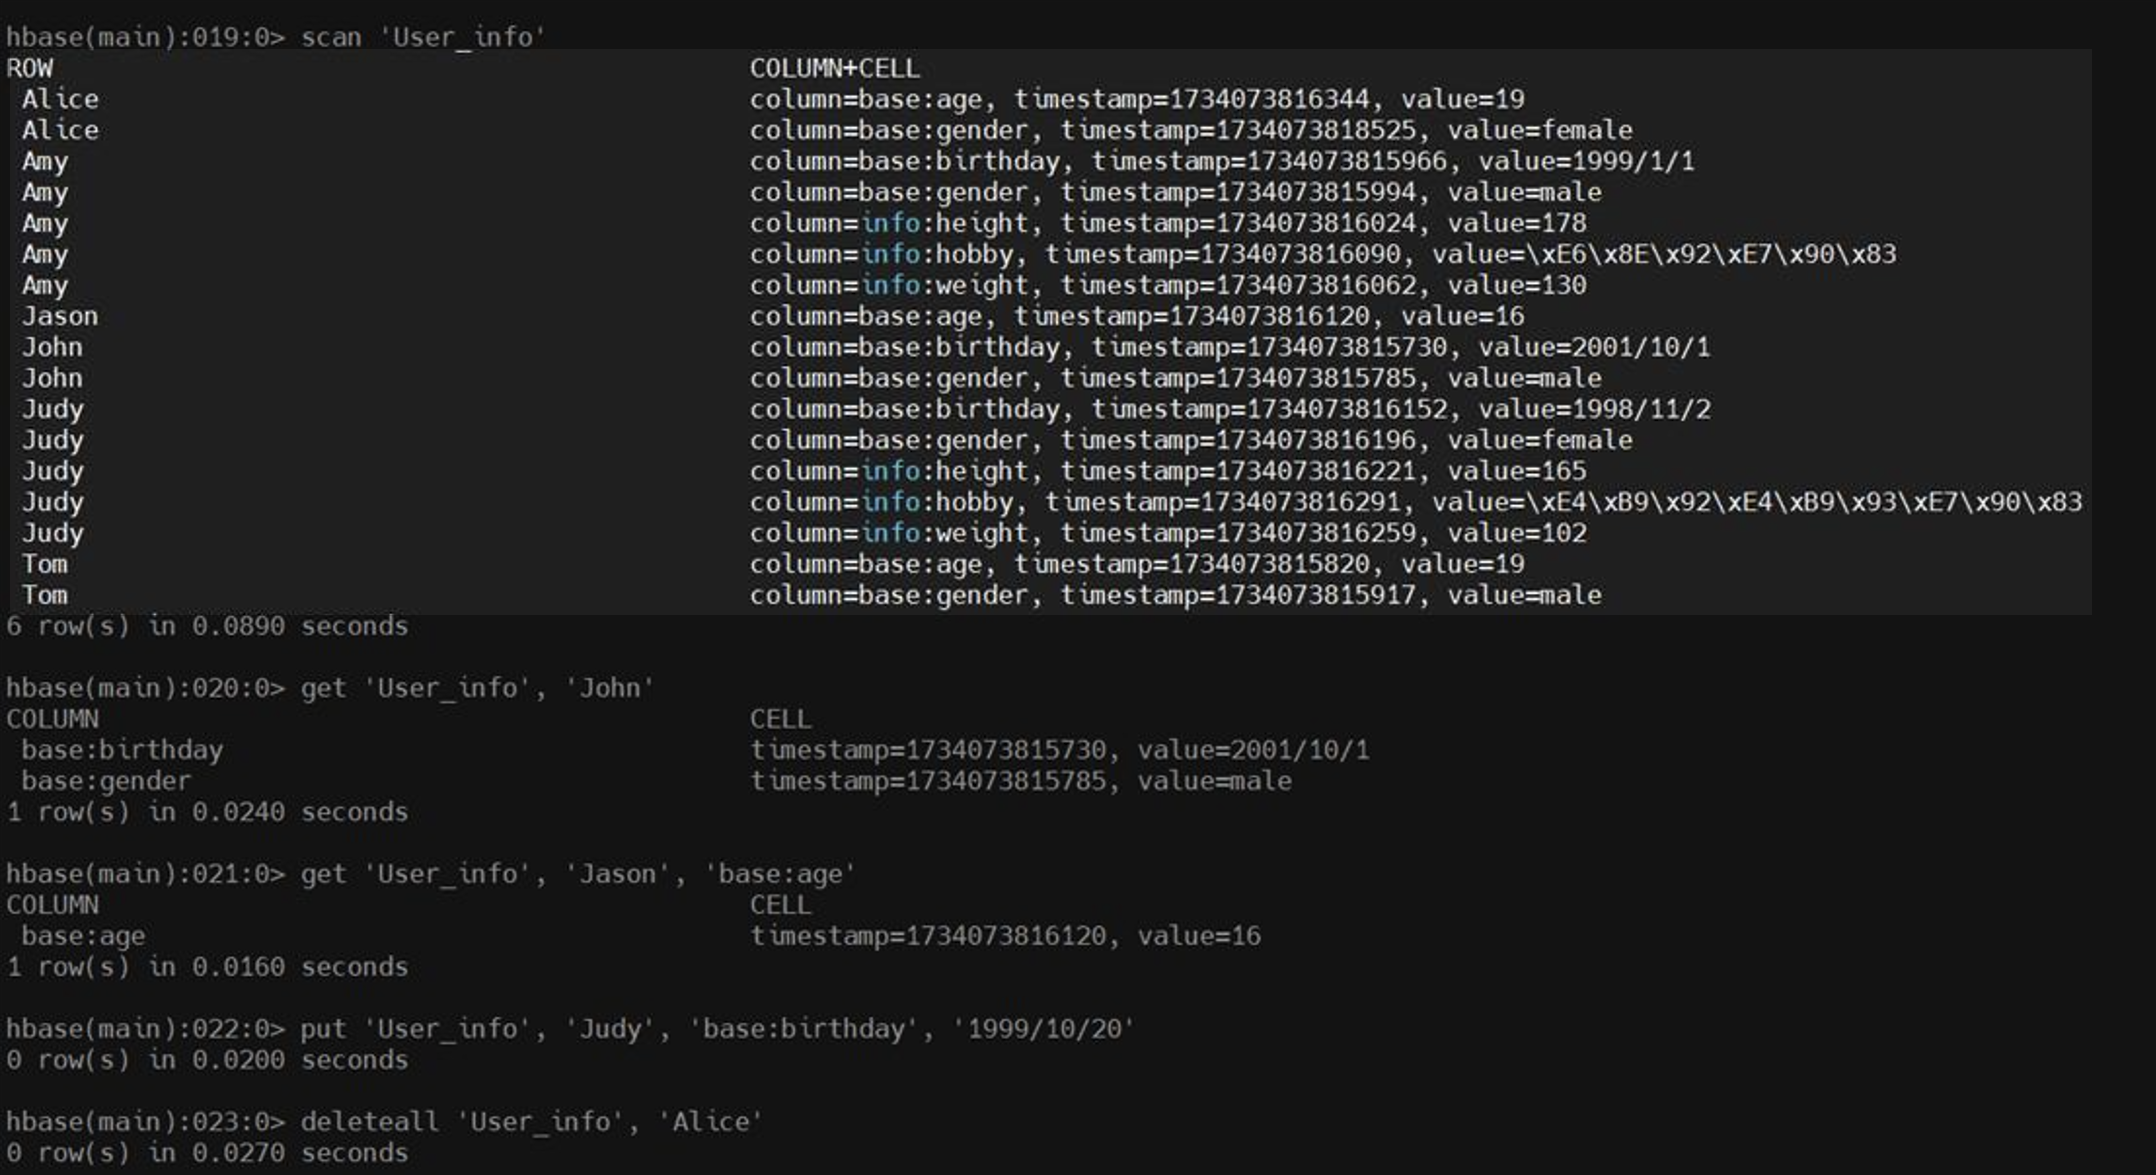 hbase(main):019:0> scan 'User_info'
ROW COLUMN+CELL
Alice column=base:age, timestamp=1734073816344, value=19
Alice column=base:gender, timestamp=1734073818525, value=female
Amy column=base:birthday, timestamp=1734073815966, value=1999/1/1
Amy column=base:gender, timestamp=1734073815994, value=male
Amy column=info:height, timestamp=1734073816024, value=178
Amy column=info:hobby, timestamp=1734073816090, value=\xE6\x8E\x92\xE7\x90\x83
Amy column=info:weight, timestamp=1734073816062, value=130
Jason column=base:age, timestamp=1734073816120, value=16
John column=base:birthday, timestamp=1734073815730, value=2001/10/1
John column=base:gender, timestamp=1734073815785, value=male
Judy column=base:birthday, timestamp=1734073816152, value=1998/11/2
Judy column=base:gender, timestamp=1734073816196, value=female
Judy column=info:height, timestamp=1734073816221, value=165
Judy column=info:hobby, timestamp=1734073816291, value=\xE4\xB9\x92\xE4\xB9\x93\xE7\x90\x83
Judy column=info:weight, timestamp=1734073816259, value=102
Tom column=base:age, timestamp=1734073815820, value=19
Tom column=base:gender, timestamp=1734073815917, value=male
6 row(s) in 0.0890 seconds
hbase(main):020:0> get 'User_info', 'John'
COLUMN CELL
base:birthday timestamp=1734073815730, value=2001/10/1
base:gender timestamp=1734073815785, value=male
1 row(s) in 0.0240 seconds
hbase(main):021:0> get 'User_info', 'Jason', 'base:age'
COLUMN CELL
base:age timestamp=1734073816120, value=16
1 row(s) in 0.0160 seconds
hbase(main):022:0> put 'User_info', 'Judy', 'base:birthday', '1999/10/20'
0 row(s) in 0.0200 seconds
hbase(main):023:0> deleteall 'User_info', 'Alice'
0 row(s) in 0.0270 seconds